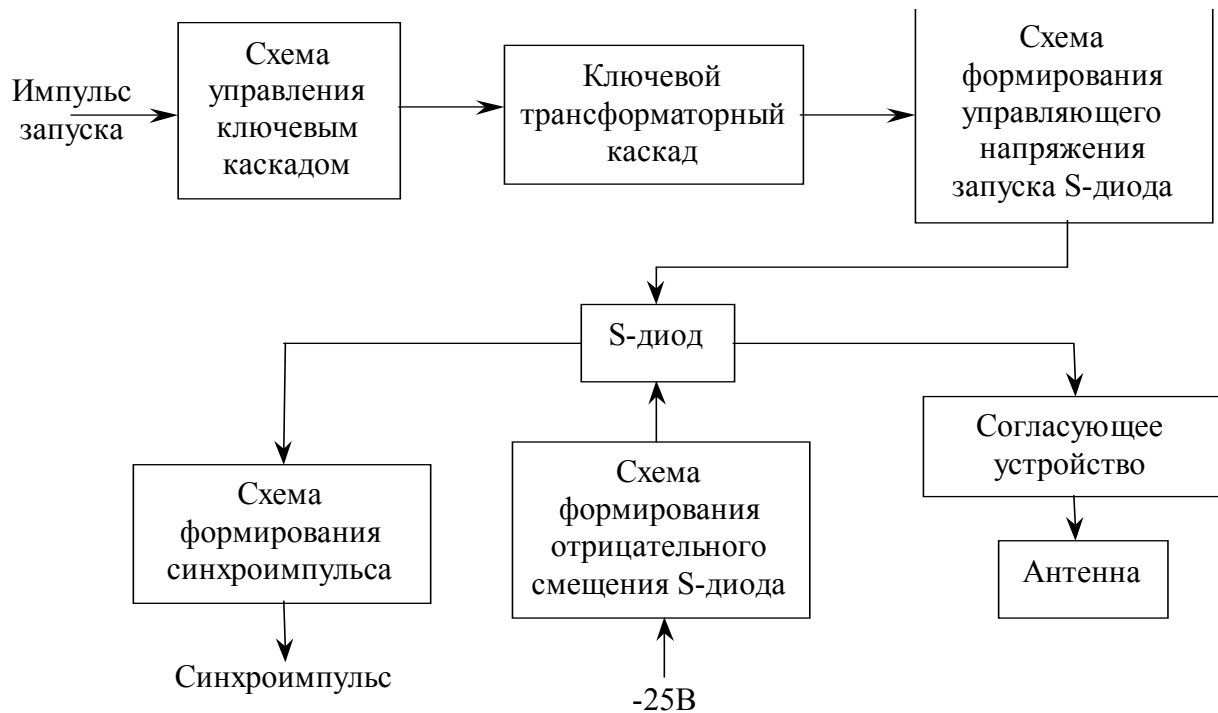 Импульс
запуска
Схема
управления
ключевым
каскадом
Ключевой
трансформаторный
каскад
Схема
формирования
управляющего
напряжения
запуска S-диода
S-диод
Схема
формирования
синхроимпульса
Схема
формирования
отрицательного
смещения S-диода
Согласующее
устройство
Антенна
Синхроимпульс
-25В